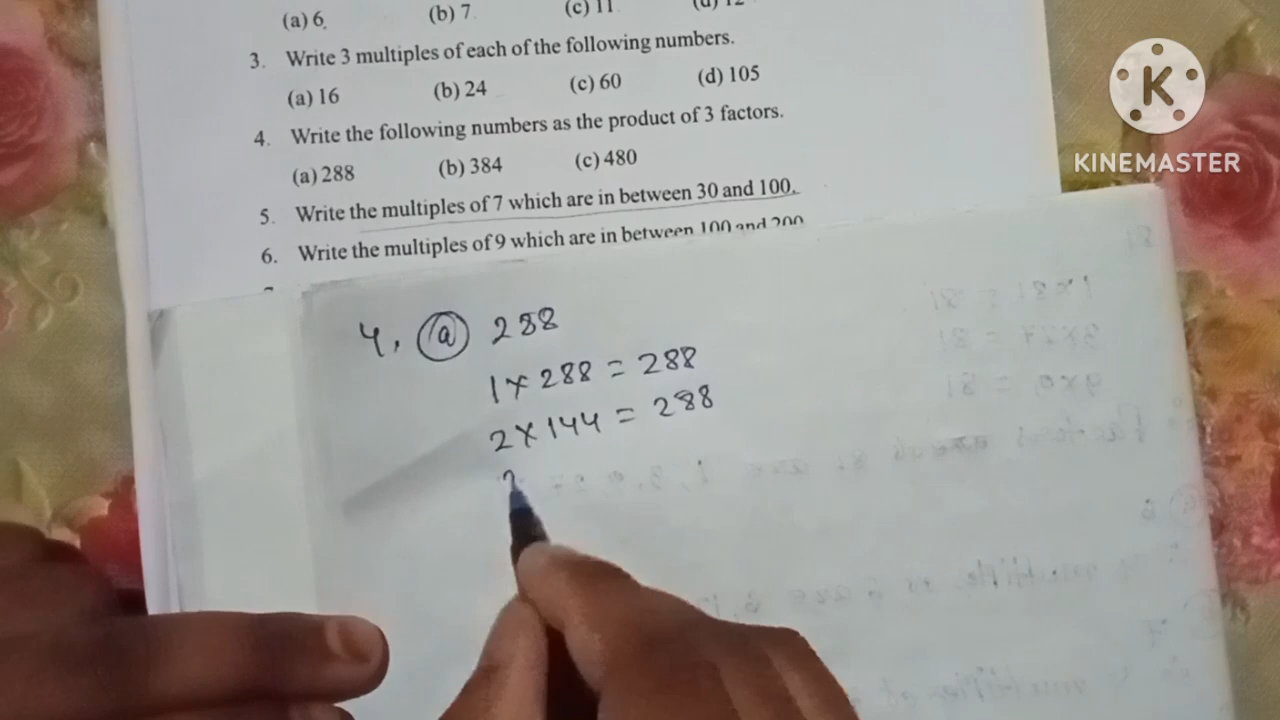 (a) 6 (b) 7 (c) 11 (d) 12
3. Write 3 multiples of each of the following numbers.
(a) 16 (b) 24 (c) 60 (d) 105
4. Write the following numbers as the product of 3 factors.
(a) 288 (b) 384 (c) 480
5. Write the multiples of 7 which are in between 30 and 100.
6. Write the multiples of 9 which are in between 100 and 200
K
KINEMASTER
4. (a) 288
1 × 288 = 288
2 × 144 = 288